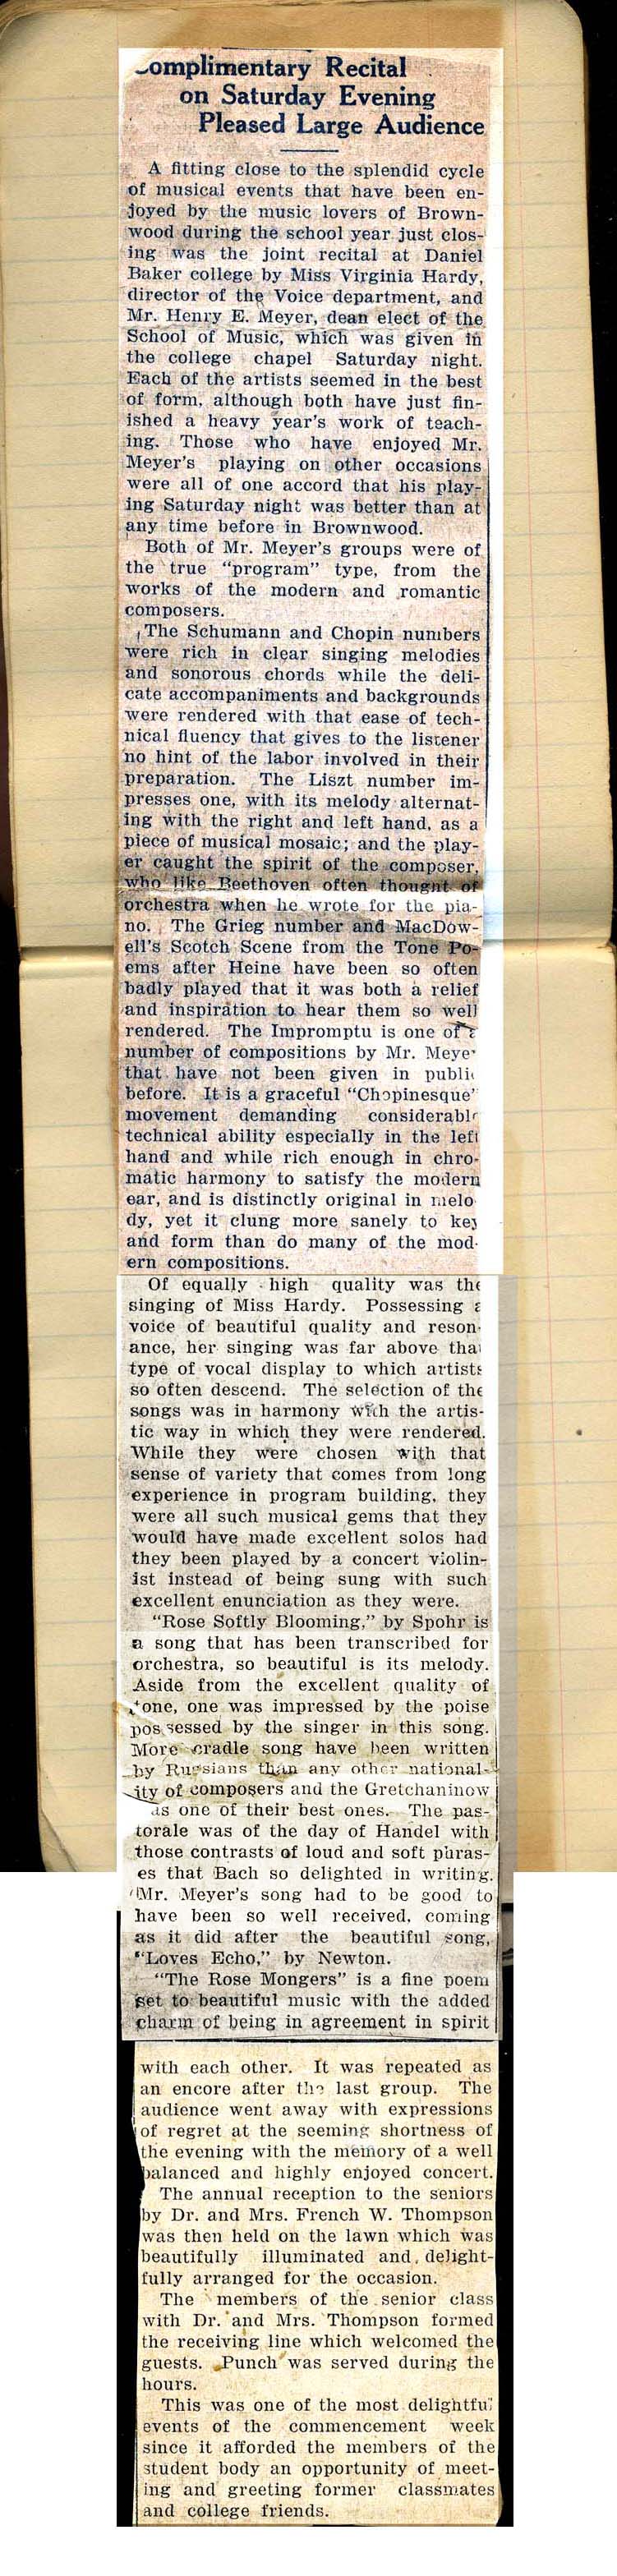 Complimentary Recital
on Saturday Evening
Pleased Large Audience
A fitting close to the splendid cycle
of musical events that have been en-
joyed by the music lovers of Brown-
wood during the school year just clos-
ing was the joint recital at Daniel
Baker college by Miss Virginia Hardy,
director of the Voice department, and
Mr. Henry E. Meyer, dean elect of the
School of Music, which was given in
the college chapel Saturday night.
Each of the artists seemed in the best
of form, although both have just fin-
ished a heavy year's work of teach-
ing. Those who have enjoyed Mr.
Meyer's playing on other occasions
were all of one accord that his play-
ing Saturday night was better than at
any time before in Brownwood.
Both of Mr. Meyer's groups were of
the true "program" type, from the
works of the modern and romantic
composers.
The Schumann and Chopin numbers
were rich in clear singing melodies
and sonorous chords while the deli-
cate accompaniments and backgrounds
were rendered with that ease of tech-
nical fluency that gives to the listener
no hint of the labor involved in their
preparation. The Liszt number im-
presses one, with its melody alternat-
ing with the right and left hand, as a
piece of musical mosaic; and the play-
er caught the spirit of the composer,
who like Beethoven often thought of
orchestra when he wrote for the pia-
no. The Grieg number and MacDow-
ell's Scotch Scene from the Tone Po-
ems after Heine have been so often
badly played that it was both a relief
and inspiration to hear them so well
rendered. The Impromptu is one of a
number of compositions by Mr. Meyer
that have not been given in public
before. It is a graceful "Chopinesque"
movement demanding considerable
technical ability especially in the left
hand and while rich enough in chro-
matic harmony to satisfy the modern
ear, and is distinctly original in melo-
dy, yet it clung more sanely to key
and form than do many of the mod-
ern compositions.
Of equally high quality was the
singing of Miss Hardy. Possessing a
voice of beautiful quality and reson-
ance, her singing was far above that
type of vocal display to which artists
so often descend. The selection of the
songs was in harmony with the artis-
tic way in which they were rendered.
While they were chosen with that
sense of variety that comes from long
experience in program building, they
were all such musical gems that they
would have made excellent solos had
they been played by a concert violin-
ist instead of being sung with such
excellent enunciation as they were.
"Rose Softly Blooming," by Spohr is
a song that has been transcribed for
orchestra, so beautiful is its melody.
Aside from the excellent quality of
tone, one was impressed by the poise
possessed by the singer in this song.
More cradle song have been written
by Russians than any other national-
ity of composers and the Gretchaninow
as one of their best ones. The pas-
torale was of the day of Handel with
those contrasts of loud and soft phras-
es that Bach so delighted in writing.
Mr. Meyer's song had to be good to
have been so well received, coming
as it did after the beautiful song,
"Loves Echo," by Newton.
"The Rose Mongers" is a fine poem
set to beautiful music with the added
charm of being in agreement in spirit
with each other. It was repeated as
an encore after the last group. The
audience went away with expressions
of regret at the seeming shortness of
the evening with the memory of a well
balanced and highly enjoyed concert.
The annual reception to the seniors
by Dr. and Mrs. French W. Thompson
was then held on the lawn which was
beautifully illuminated and delight-
fully arranged for the occasion.
The members of the senior class
with Dr. and Mrs. Thompson formed
the receiving line which welcomed the
guests. Punch was served during the
hours.
This was one of the most delightful
events of the commencement week
since it afforded the members of the
student body an opportunity of meet-
ing and greeting former classmates
and college friends.